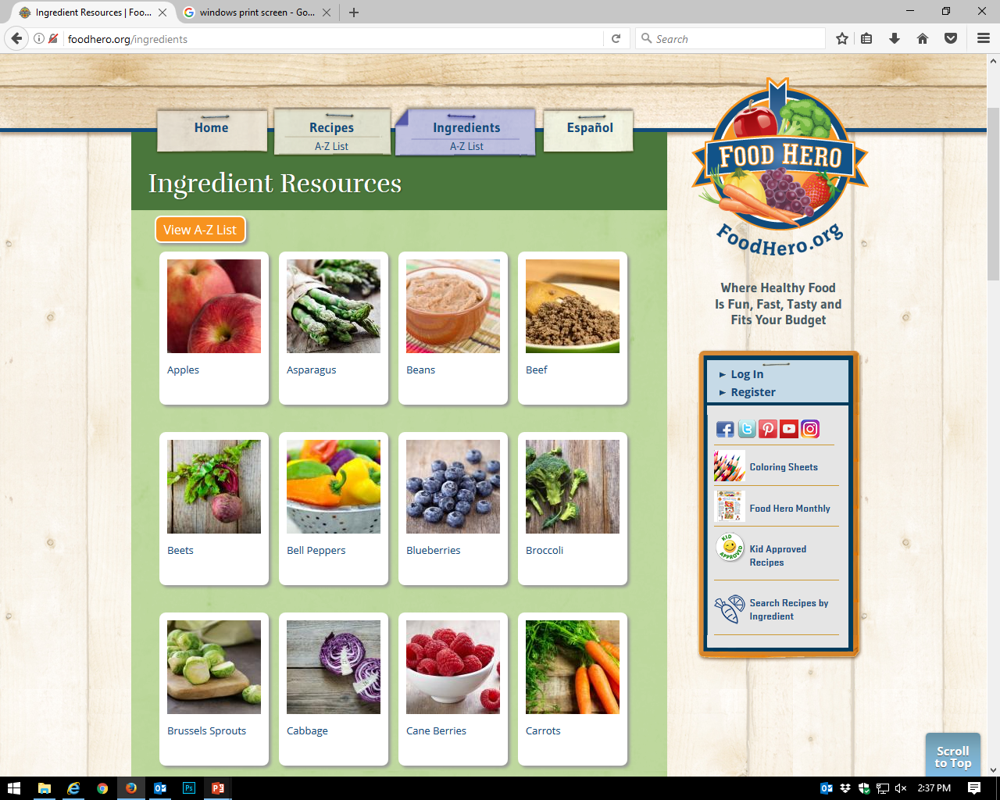 Ingredient Resources | Foo...
windows print screen - Go...
foodhero.org/ingredients
Search
Home
Recipes
A-Z List
Ingredients
A-Z List
Español
Ingredient Resources
View A-Z List
Apples
Asparagus
Beans
Beef
Beets
Bell Peppers
Blueberries
Broccoli
Brussels Sprouts
Cabbage
Cane Berries
Carrots
FOOD HERO
FoodHero.org
Where Healthy Food
Is Fun, Fast, Tasty and
Fits Your Budget
Log In
Register
Coloring Sheets
Food Hero Monthly
KID APPROVED
Kid Approved
Recipes
Search Recipes by
Ingredient
Scroll
to Top
2:37 PM